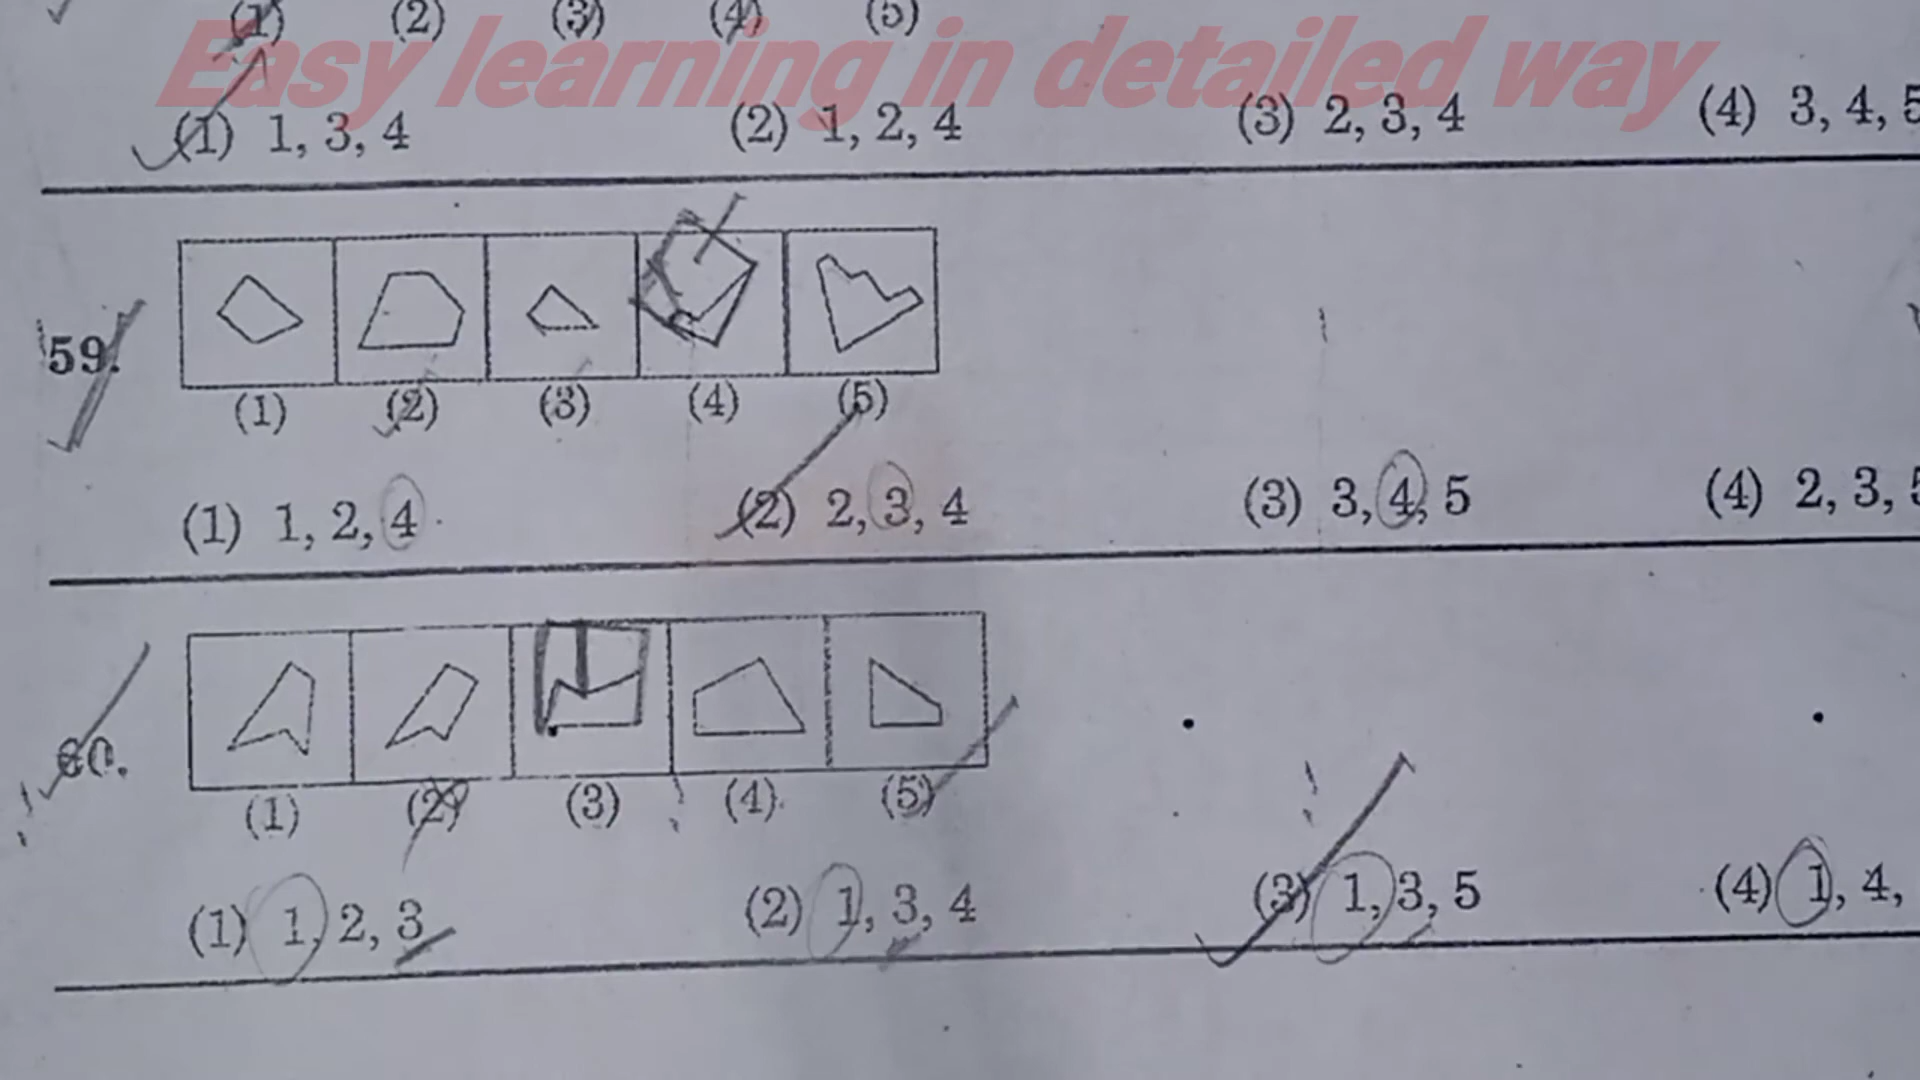 (1) (2) (3) (4) (5)
Easy learning in detailed way
(1) 1, 3, 4 (2) 1, 2, 4 (3) 2, 3, 4 (4) 3, 4, 5
59.
(1) (2) (3) (4) (5)
(1) 1, 2, 4 (2) 2, 3, 4 (3) 3, 4, 5 (4) 2, 3, 5
60.
(1) (2) (3) (4) (5)
(1) 1, 2, 3 (2) 1, 3, 4 (3) 1, 3, 5 (4) 1, 4,